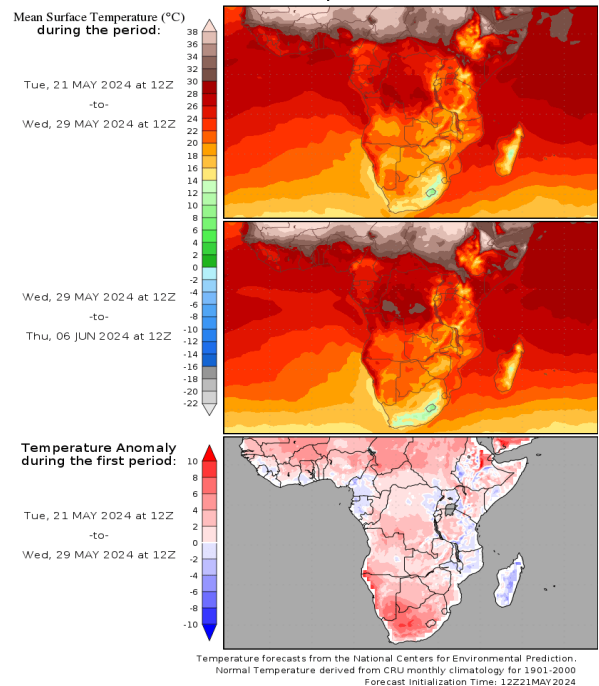 Mean Surface Temperature (°C)
during the period:
Tue, 21 MAY 2024 at 12Z
-to-
Wed, 29 MAY 2024 at 12Z
38
36
34
32
30
28
26
25
24
23
22
21
20
18
16
14
12
10
8
6
4
2
0
-2
-4
-6
-8
-10
-12
-14
-16
-18
-20
-22
Wed, 29 MAY 2024 at 12Z
-to-
Thu, 06 JUN 2024 at 12Z
Temperature Anomaly
during the first period:
Tue, 21 MAY 2024 at 12Z
-to-
Wed, 29 MAY 2024 at 12Z
10
8
6
4
2
0
-2
-4
-6
-8
-10
Temperature forecasts from the National Centers for Environmental Prediction.
Normal Temperature derived from CRU monthly climatology for 1901-2000
Forecast Initialization Time: 12Z21MAY2024